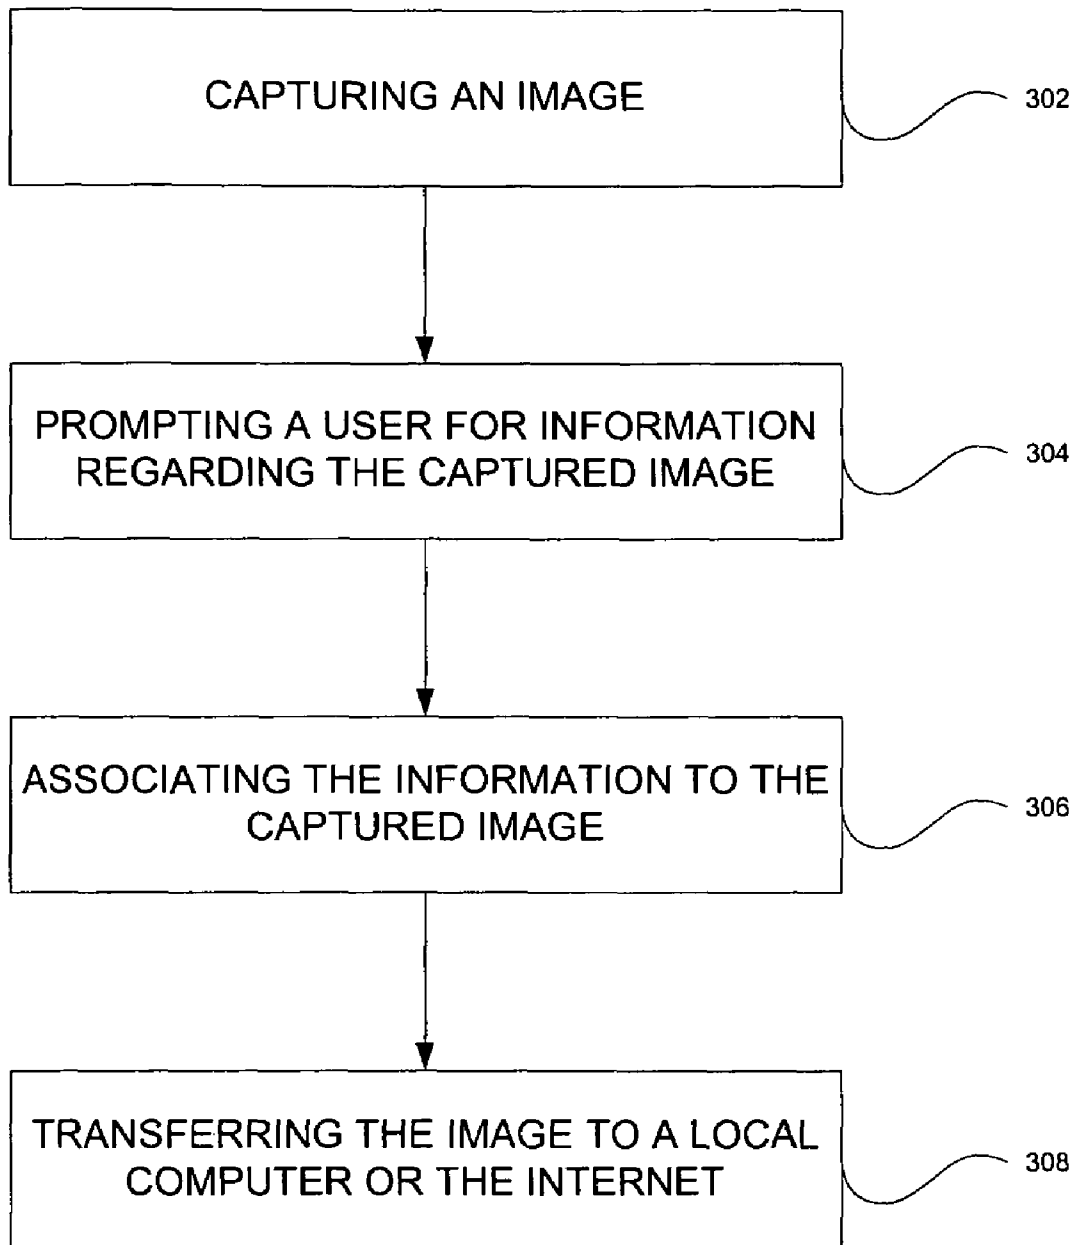 CAPTURING AN IMAGE
302
PROMPTING A USER FOR INFORMATION
REGARDING THE CAPTURED IMAGE
304
ASSOCIATING THE INFORMATION TO THE
CAPTURED IMAGE
306
TRANSFERRING THE IMAGE TO A LOCAL
COMPUTER OR THE INTERNET
308